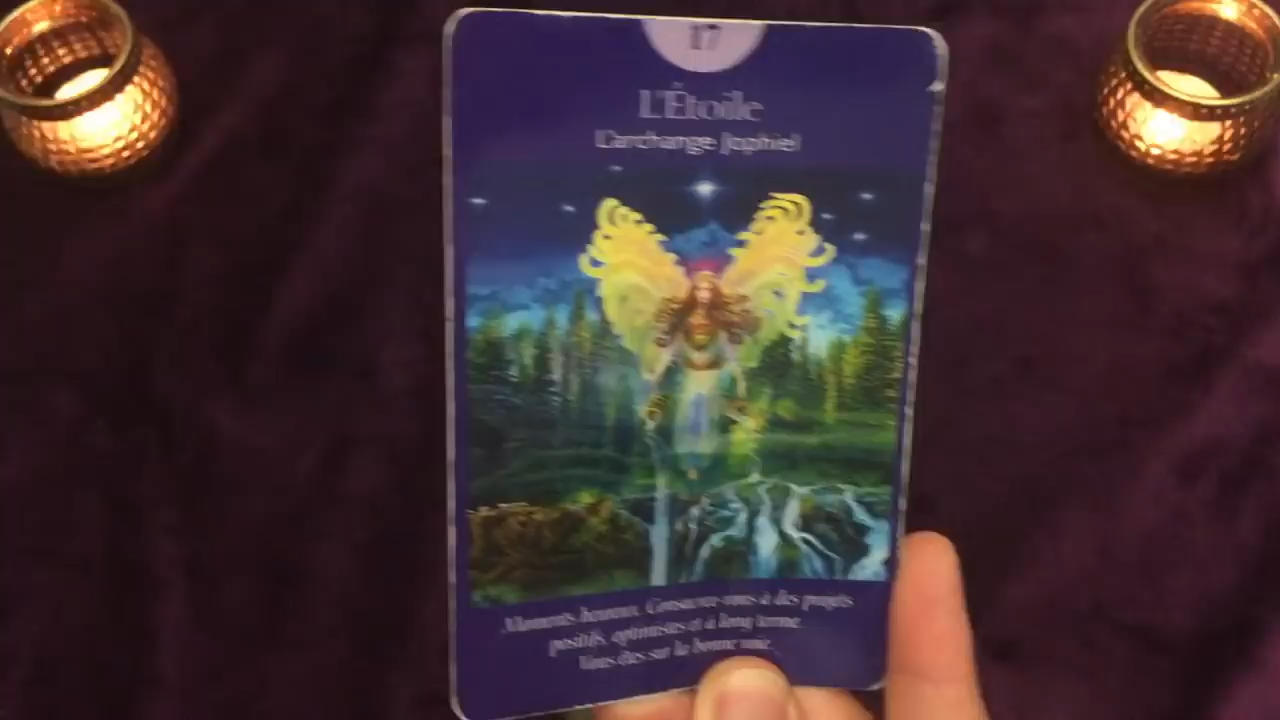 17
L'Étoile
L'archange Jophiel
Moments heureux. Consacrez-vous à des projets
positifs, optimistes et à long terme.
Vous êtes sur la bonne voie.